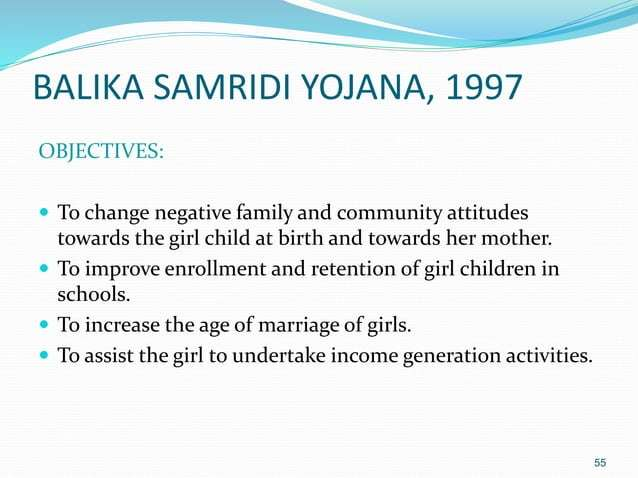 BALIKA SAMRIDI YOJANA, 1997
OBJECTIVES:
• To change negative family and community attitudes
towards the girl child at birth and towards her mother.
• To improve enrollment and retention of girl children in
schools.
• To increase the age of marriage of girls.
• To assist the girl to undertake income generation activities.
55